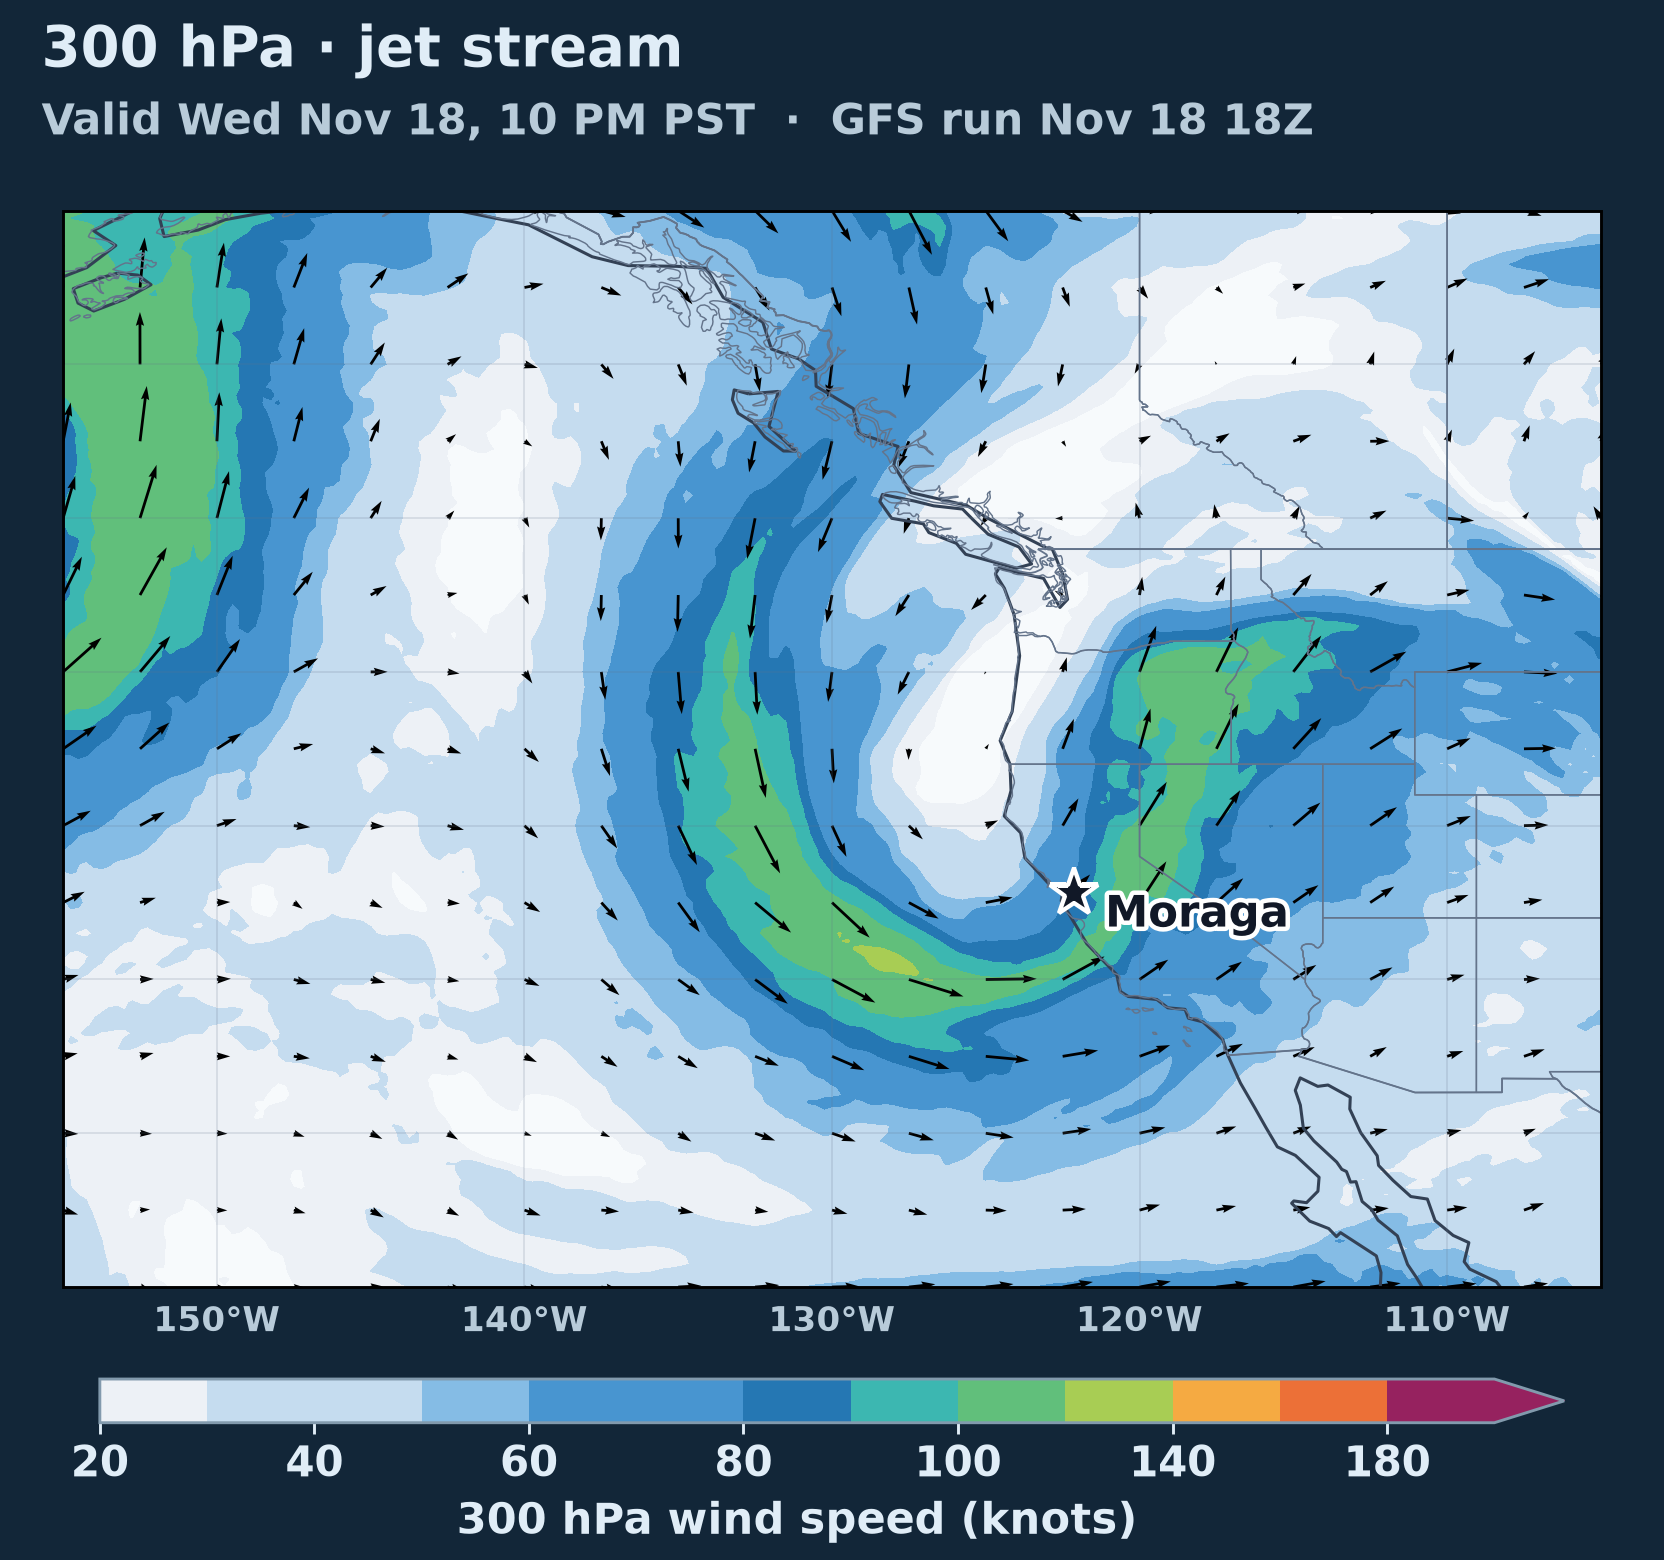 300 hPa · jet stream
Valid Wed Nov 18, 10 PM PST · GFS run Nov 18 18Z
Moraga
150°W 140°W 130°W 120°W 110°W
20 40 60 80 100 140 180
300 hPa wind speed (knots)